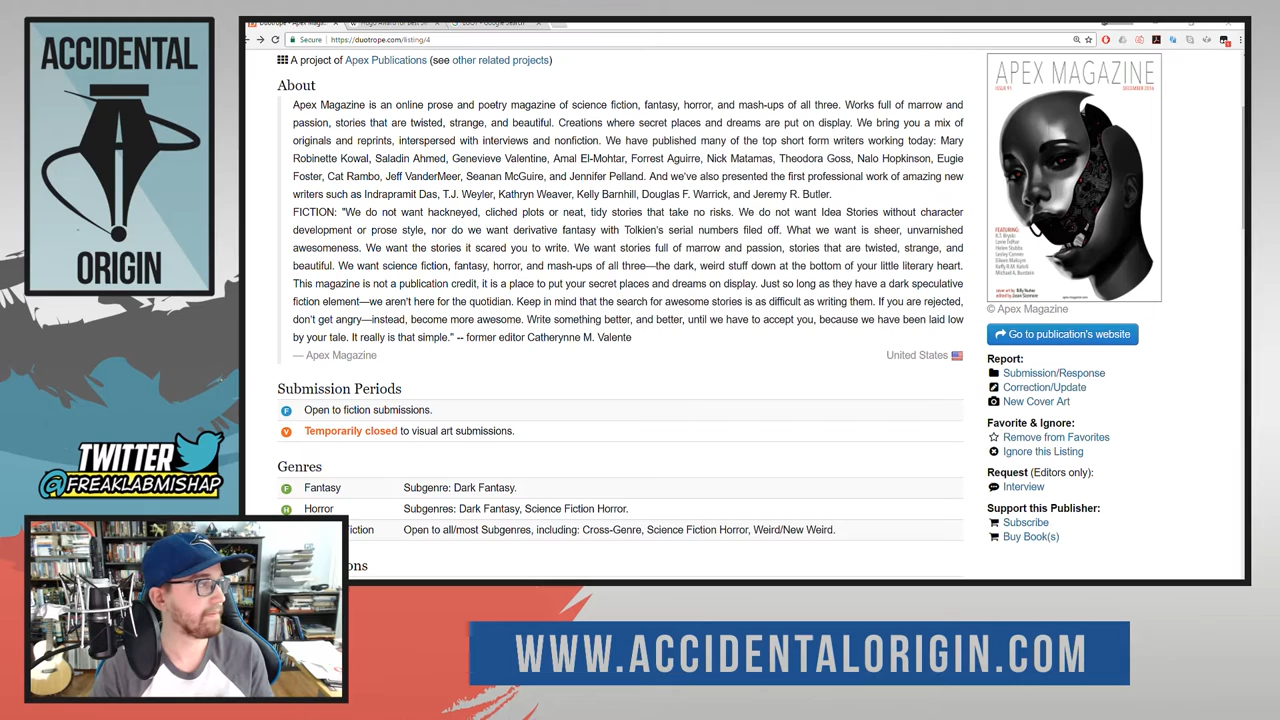 ACCIDENTAL
ORIGIN
TWITTER
@FREAKLABMISHAP
Secure
https://duotrope.com/listing/4
A project of Apex Publications (see other related projects)
About
Apex Magazine is an online prose and poetry magazine of science fiction, fantasy, horror, and mash-ups of all three. Works full of marrow and
passion, stories that are twisted, strange, and beautiful. Creations where secret places and dreams are put on display. We bring you a mix of
originals and reprints, interspersed with interviews and nonfiction. We have published many of the top short form writers working today: Mary
Robinette Kowal, Saladin Ahmed, Genevieve Valentine, Amal El-Mohtar, Forrest Aguirre, Nick Matamas, Theodora Goss, Nalo Hopkinson, Eugie
Foster, Cat Rambo, Jeff VanderMeer, Seanan McGuire, and Jennifer Pelland. And we've also presented the first professional work of amazing new
writers such as Indrapramit Das, T.J. Weyler, Kathryn Weaver, Kelly Barnhill, Douglas F. Warrick, and Jeremy R. Butler.
FICTION: "We do not want hackneyed, cliched plots or neat, tidy stories that take no risks. We do not want Idea Stories without character
development or prose style, nor do we want derivative fantasy with Tolkien's serial numbers filed off. What we want is sheer, unvarnished
awesomeness. We want the stories it scared you to write. We want stories full of marrow and passion, stories that are twisted, strange, and
beautiful. We want science fiction, fantasy, horror, and mash-ups of all three—the dark, weird stuff down at the bottom of your little literary heart.
This magazine is not a publication credit, it is a place to put your secret places and dreams on display. Just so long as they have a dark speculative
fiction element—we aren't here for the quotidian. Keep in mind that the search for awesome stories is as difficult as writing them. If you are rejected,
don't get angry—instead, become more awesome. Write something better, and better, until we have to accept you, because we have been laid low
by your tale. It really is that simple." -- former editor Catherynne M. Valente
— Apex Magazine
United States
Submission Periods
F Open to fiction submissions.
V Temporarily closed to visual art submissions.
Genres
F Fantasy Subgenre: Dark Fantasy.
H Horror Subgenres: Dark Fantasy, Science Fiction Horror.
Open to all/most Subgenres, including: Cross-Genre, Science Fiction Horror, Weird/New Weird.
APEX MAGAZINE
ISSUE 91
DECEMBER 2016
FEATURING:
© Apex Magazine
Go to publication's website
Report:
Submission/Response
Correction/Update
New Cover Art
Favorite & Ignore:
Remove from Favorites
Ignore this Listing
Request (Editors only):
Interview
Support this Publisher:
Subscribe
Buy Book(s)
WWW.ACCIDENTALORIGIN.COM